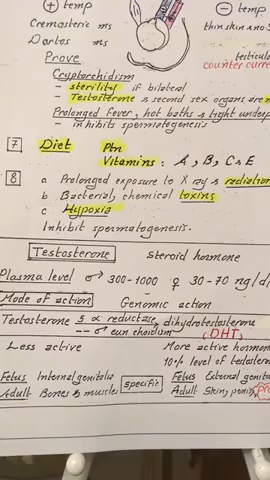 ⊕ temp
⊖ temp
Cremasteric ms
thin skin & no S
Dartos ms
Prove
testicul
counter curre
Cryptorchidism
- sterility if bilateral
- Testosterone & second sex organs are n
Prolonged fever, hot baths & tight underp
- inhibits spermatogenesis
7 Diet Ptn
Vitamins: A, B, C & E
8 a Prolonged exposure to X ray & radiation
b Bacterial, chemical toxins
c Hypoxia
Inhibit spermatogenesis.
Testosterone steroid hormone
Plasma level ♂ 300-1000 ♀ 30-70 ng/d
Mode of action Genomic action
Testosterone 5 α reductase, dihydrotestosterone
-- ♂ eunchoidism (DHT)
Less active More active hormone
10% level of testoster
Fetus Internal genitalia specific Fetus External genita
Adult Bones & muscles Adult Skin, penis, pro